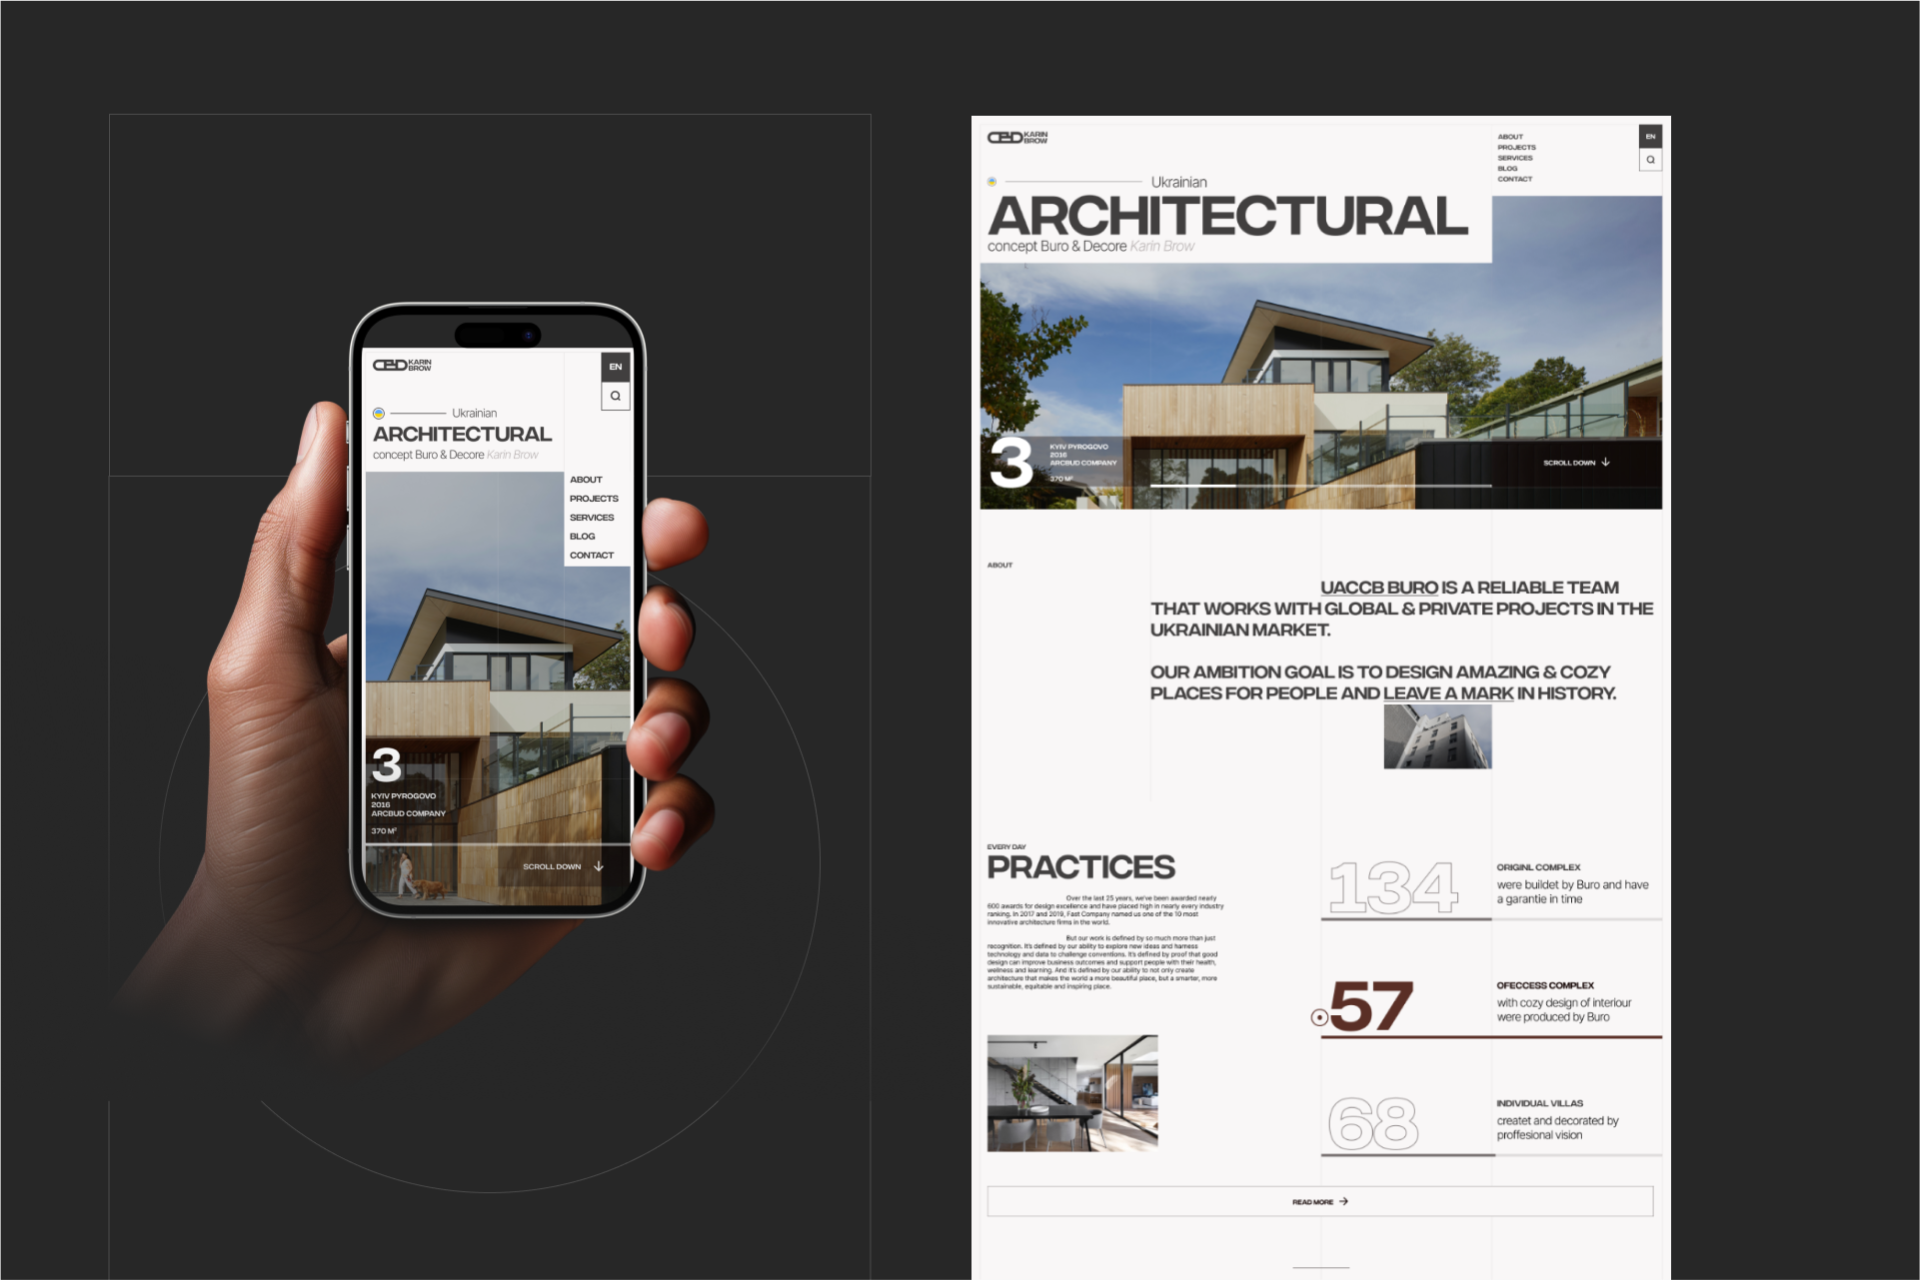 KARIN
BROW
EN
Ukrainian
ARCHITECTURAL
concept Buro & Decore Karin Brow
ABOUT
PROJECTS
SERVICES
BLOG
CONTACT
3
KYIV PYROGOVO
2016
ARCBUD COMPANY
370 M²
SCROLL DOWN
KARIN
BROW
ABOUT
PROJECTS
SERVICES
BLOG
CONTACT
EN
Ukrainian
ARCHITECTURAL
concept Buro & Decore Karin Brow
3
KYIV PYROGOVO
2016
ARCBUD COMPANY
370 M²
SCROLL DOWN
ABOUT
UACCB BURO IS A RELIABLE TEAM
THAT WORKS WITH GLOBAL & PRIVATE PROJECTS IN THE
UKRAINIAN MARKET.
OUR AMBITION GOAL IS TO DESIGN AMAZING & COZY
PLACES FOR PEOPLE AND LEAVE A MARK IN HISTORY.
EVERY DAY
PRACTICES
Over the last 25 years, we've been awarded nearly
600 awards for design excellence and have placed high in nearly every industry
ranking. In 2017 and 2019, Fast Company named us one of the 10 most
innovative architecture firms in the world.
But our work is defined by so much more than just
recognition. It's defined by our ability to explore new ideas and harness
technology and data to challenge conventions. It's defined by proof that good
design can improve business outcomes and support people with their health,
wellness and learning. And it's defined by our ability to not only create
architecture that makes the world a more beautiful place, but a smarter, more
sustainable, equitable and inspiring place.
134
ORIGINL COMPLEX
were buildet by Buro and have
a garantie in time
57
OFECCESS COMPLEX
with cozy design of interiour
were produced by Buro
68
INDIVIDUAL VILLAS
createt and decorated by
proffesional vision
READ MORE